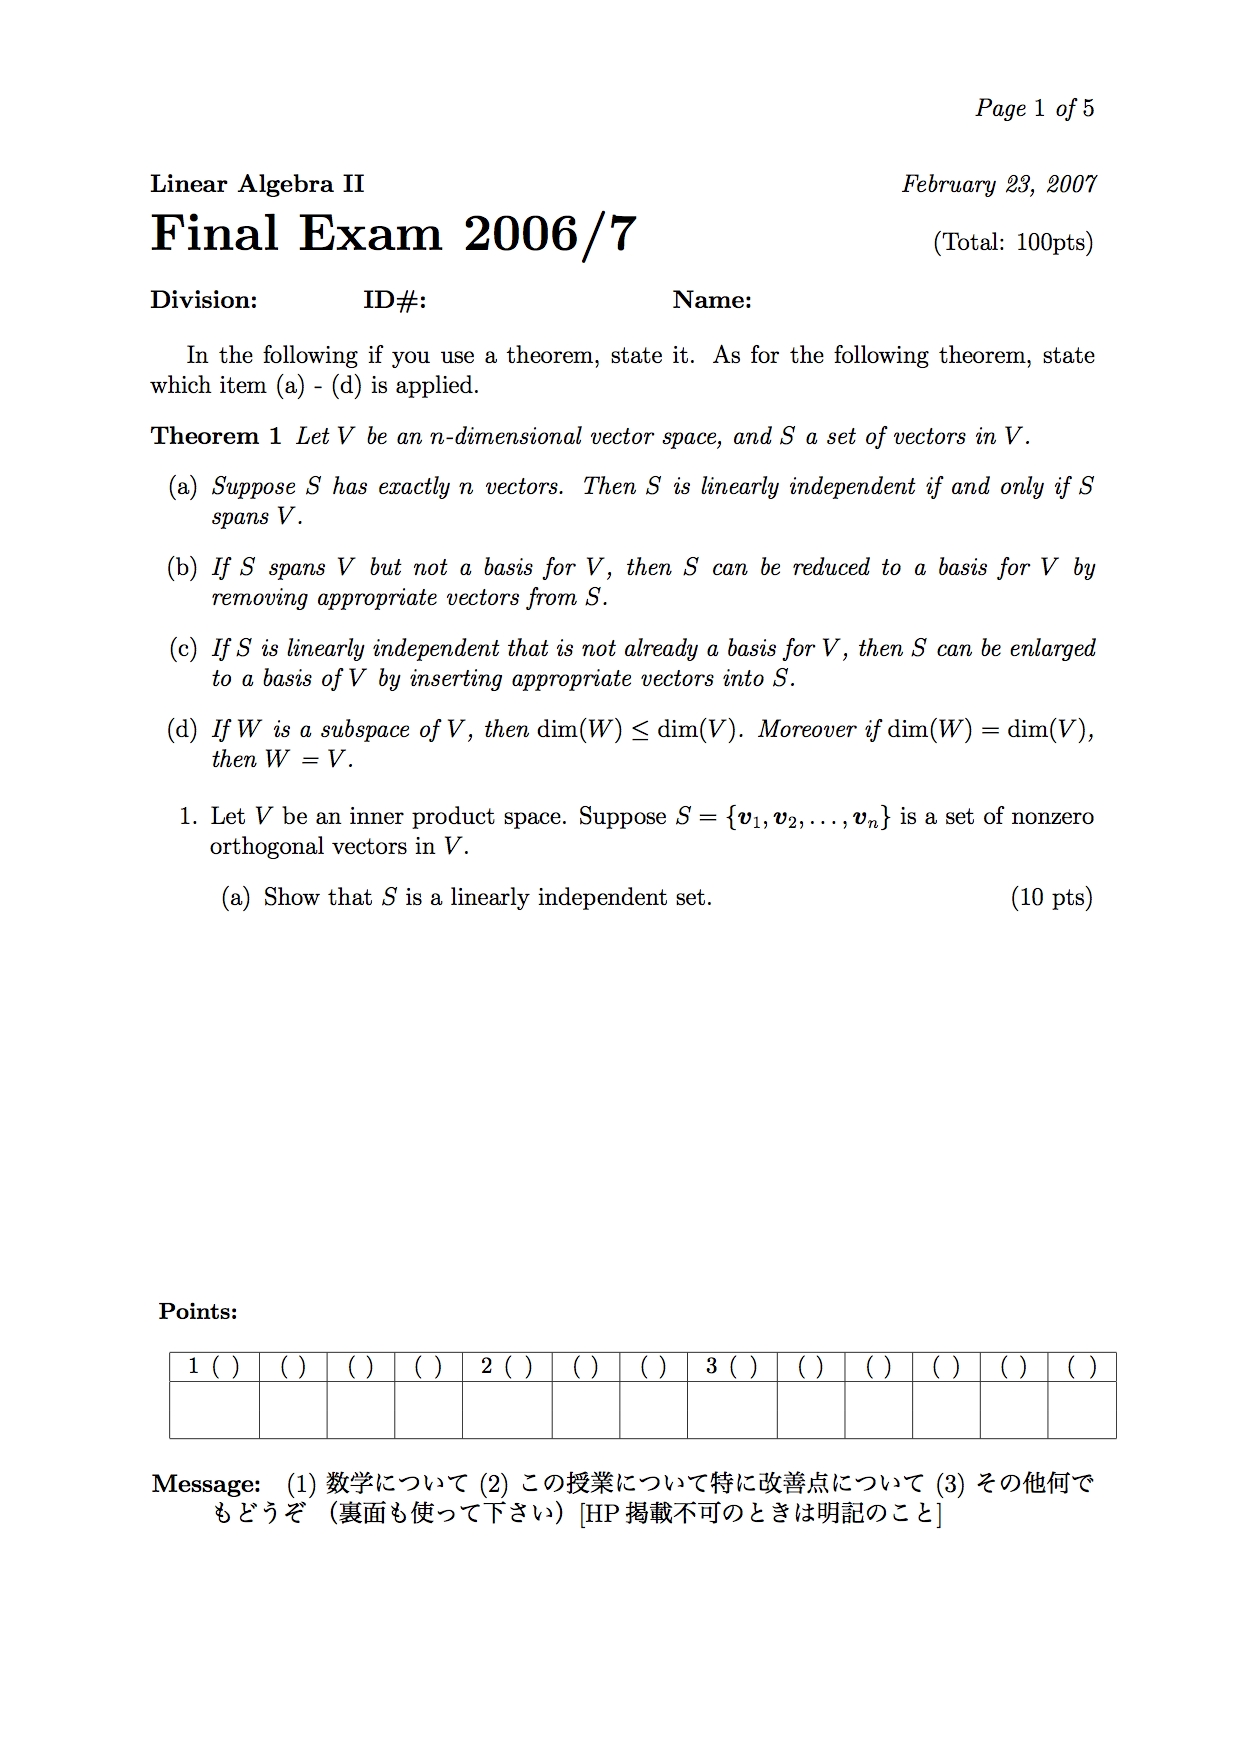 Page 1 of 5
Linear Algebra II February 23, 2007
Final Exam 2006/7 (Total: 100pts)
Division: ID#: Name:
In the following if you use a theorem, state it. As for the following theorem, state
which item (a) - (d) is applied.
Theorem 1 Let V be an n-dimensional vector space, and S a set of vectors in V.
(a) Suppose S has exactly n vectors. Then S is linearly independent if and only if S
spans V.
(b) If S spans V but not a basis for V, then S can be reduced to a basis for V by
removing appropriate vectors from S.
(c) If S is linearly independent that is not already a basis for V, then S can be enlarged
to a basis of V by inserting appropriate vectors into S.
(d) If W is a subspace of V, then dim(W) ≤ dim(V). Moreover if dim(W) = dim(V),
then W = V.
1. Let V be an inner product space. Suppose S = {v₁, v₂, . . . , vₙ} is a set of nonzero
orthogonal vectors in V.
(a) Show that S is a linearly independent set. (10 pts)
Points:
1 ( ) ( ) ( ) ( ) 2 ( ) ( ) ( ) 3 ( ) ( ) ( ) ( ) ( ) ( )
Message: (1) 数学について (2) この授業について特に改善点について (3) その他何で
もどうぞ (裏面も使って下さい) [HP 掲載不可のときは明記のこと]